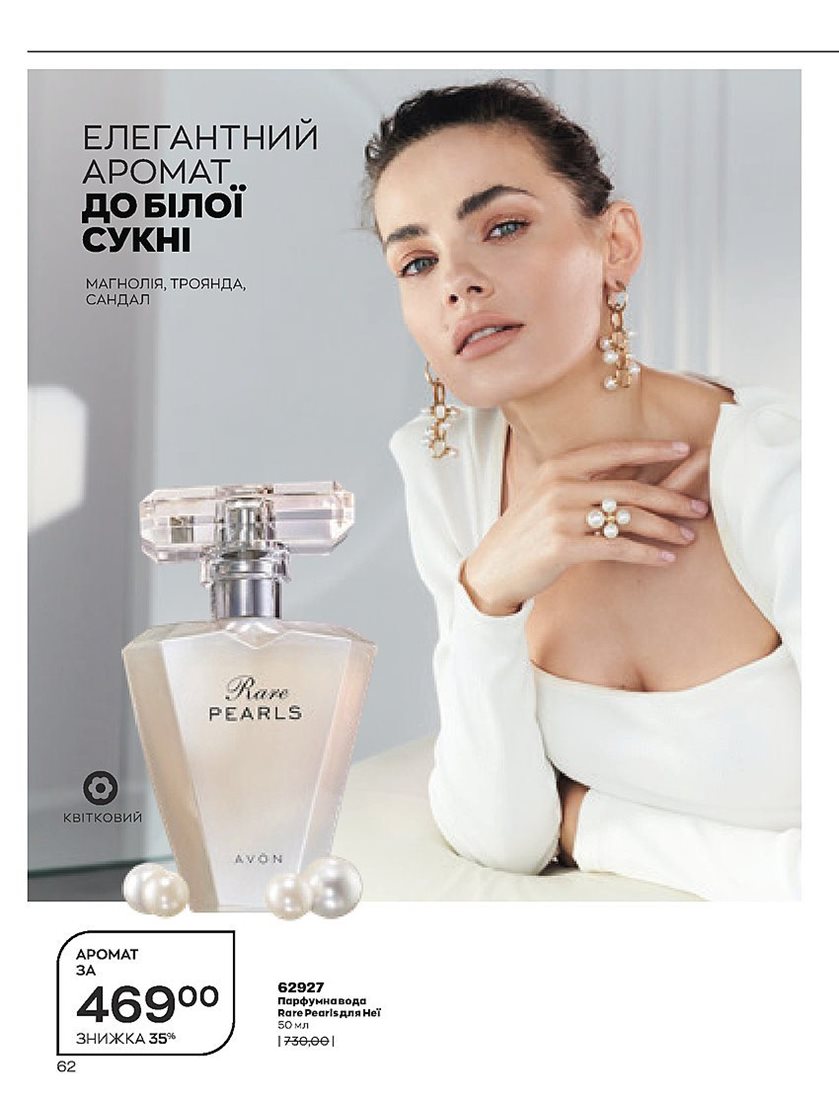 ЕЛЕГАНТНИЙ
АРОМАТ
ДО БІЛОЇ
СУКНІ
МАГНОЛІЯ, ТРОЯНДА,
САНДАЛ
Rare
PEARLS
AVON
КВІТКОВИЙ
АРОМАТ
ЗА
469⁰⁰
ЗНИЖКА 35%
62927
Парфумна вода
Rare Pearls для Неї
50 мл
| 730,00 |
62